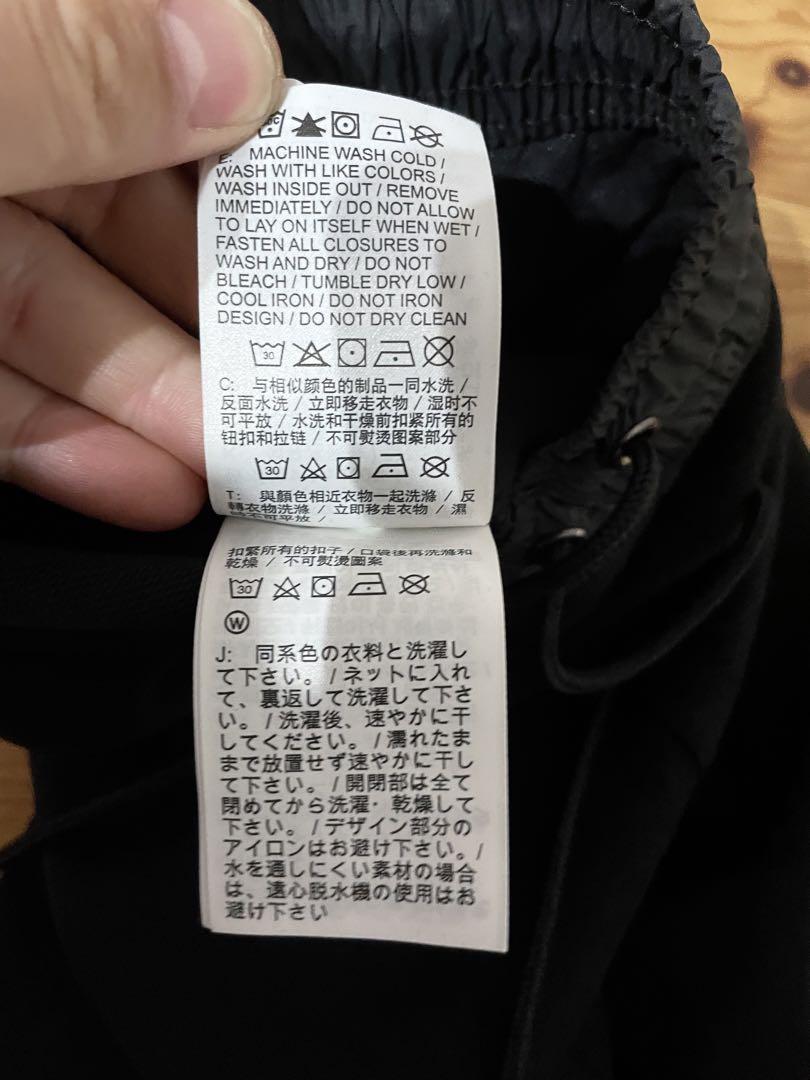 E: MACHINE WASH COLD /
WASH WITH LIKE COLORS /
WASH INSIDE OUT / REMOVE
IMMEDIATELY / DO NOT ALLOW
TO LAY ON ITSELF WHEN WET /
FASTEN ALL CLOSURES TO
WASH AND DRY / DO NOT
BLEACH / TUMBLE DRY LOW /
COOL IRON / DO NOT IRON
DESIGN / DO NOT DRY CLEAN
30
C: 与相似颜色的制品一同水洗 /
反面水洗 / 立即移走衣物 / 湿时不
可平放 / 水洗和干燥前扣紧所有的
钮扣和拉链 / 不可熨烫图案部分
30
T: 與顏色相近衣物一起洗滌 / 反
轉衣物洗滌 / 立即移走衣物 / 濕
時不可平放 /
扣緊所有的扣子 / 口袋後再洗滌和
乾燥 / 不可熨燙圖案
30
W
J: 同系色の衣料と洗濯し
て下さい。/ ネットに入れ
て、裏返して洗濯して下さ
い。/ 洗濯後、速やかに干
してください。/ 濡れたま
まで放置せず速やかに干し
て下さい。/ 開閉部は全て
閉めてから洗濯・乾燥して
下さい。/ デザイン部分の
アイロンはお避け下さい。/
水を通しにくい素材の場合
は、遠心脱水機の使用はお
避け下さい